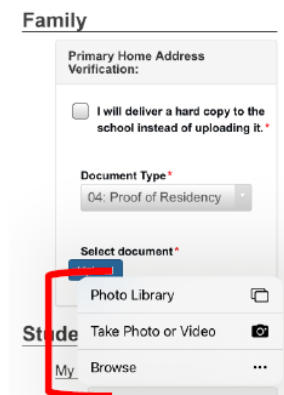 Family
Primary Home Address
Verification:
I will deliver a hard copy to the
school instead of uploading it.*
Document Type*
04: Proof of Residency
Select document*
Photo Library
Take Photo or Video
Browse
My